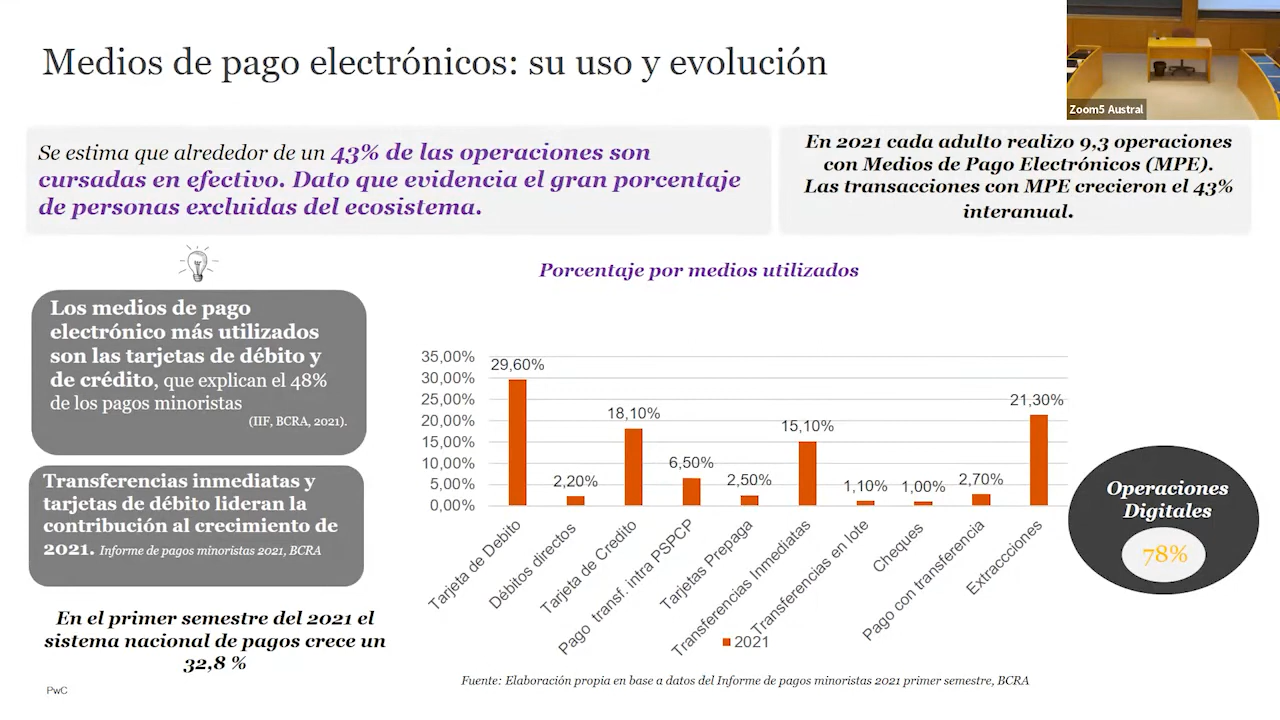 Medios de pago electrónicos: su uso y evolución
Zoom5 Austral
Se estima que alrededor de un 43% de las operaciones son
cursadas en efectivo. Dato que evidencia el gran porcentaje
de personas excluidas del ecosistema.
En 2021 cada adulto realizo 9,3 operaciones
con Medios de Pago Electrónicos (MPE).
Las transacciones con MPE crecieron el 43%
interanual.
Los medios de pago
electrónico más utilizados
son las tarjetas de débito y
de crédito, que explican el 48%
de los pagos minoristas
(IIF, BCRA, 2021).
Transferencias inmediatas y
tarjetas de débito lideran la
contribución al crecimiento de
2021. Informe de pagos minoristas 2021, BCRA
En el primer semestre del 2021 el
sistema nacional de pagos crece un
32,8 %
PwC
Porcentaje por medios utilizados
35,00%
30,00%
25,00%
20,00%
15,00%
10,00%
5,00%
0,00%
29,60%
2,20%
18,10%
6,50%
2,50%
15,10%
1,10%
1,00%
2,70%
21,30%
Tarjeta de Debito
Débitos directos
Tarjeta de Credito
Pago transf. intra PSPCP
Tarjetas Prepaga
Transferencias Inmediatas
Transferencias en lote
Cheques
Pago con transferencia
Extraccciones
2021
Operaciones
Digitales
78%
Fuente: Elaboración propia en base a datos del Informe de pagos minoristas 2021 primer semestre, BCRA